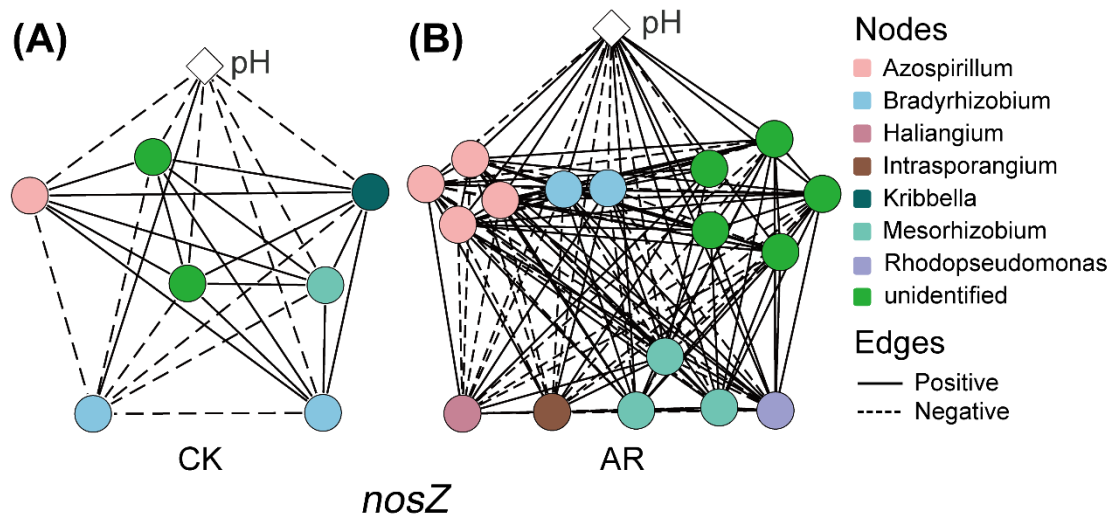 (A)
pH
CK
(B)
pH
AR
nosZ
Nodes
Azospirillum
Bradyrhizobium
Haliangium
Intrasporangium
Kribbella
Mesorhizobium
Rhodopseudomonas
unidentified
Edges
Positive
Negative